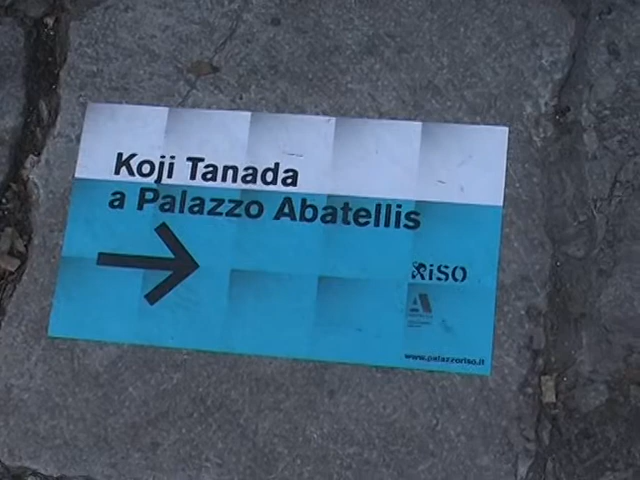 Koji Tanada
a Palazzo Abatellis
RiSO
A
www.palazzoriso.it